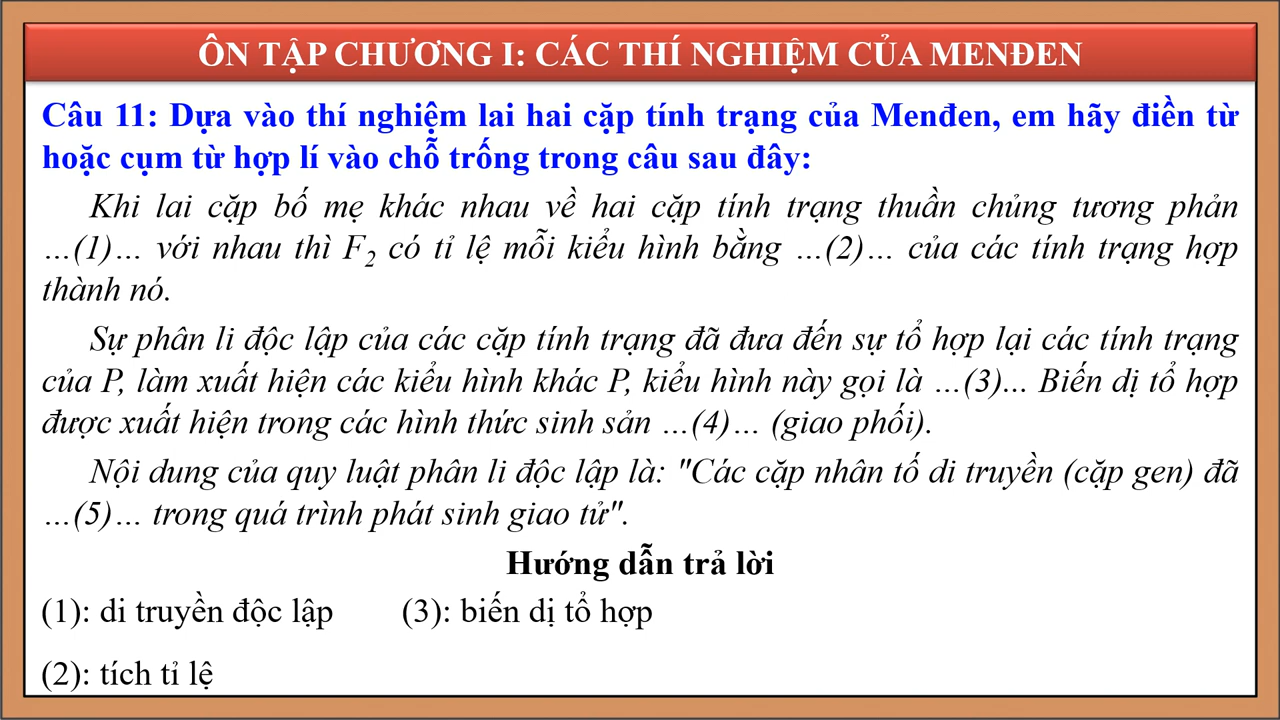 ÔN TẬP CHƯƠNG I: CÁC THÍ NGHIỆM CỦA MENĐEN
Câu 11: Dựa vào thí nghiệm lai hai cặp tính trạng của Menđen, em hãy điền từ
hoặc cụm từ hợp lí vào chỗ trống trong câu sau đây:
Khi lai cặp bố mẹ khác nhau về hai cặp tính trạng thuần chủng tương phản
…(1)… với nhau thì F2 có tỉ lệ mỗi kiểu hình bằng …(2)… của các tính trạng hợp
thành nó.
Sự phân li độc lập của các cặp tính trạng đã đưa đến sự tổ hợp lại các tính trạng
của P, làm xuất hiện các kiểu hình khác P, kiểu hình này gọi là …(3)... Biến dị tổ hợp
được xuất hiện trong các hình thức sinh sản …(4)… (giao phối).
Nội dung của quy luật phân li độc lập là: "Các cặp nhân tố di truyền (cặp gen) đã
…(5)… trong quá trình phát sinh giao tử".
Hướng dẫn trả lời
(1): di truyền độc lập (3): biến dị tổ hợp
(2): tích tỉ lệ